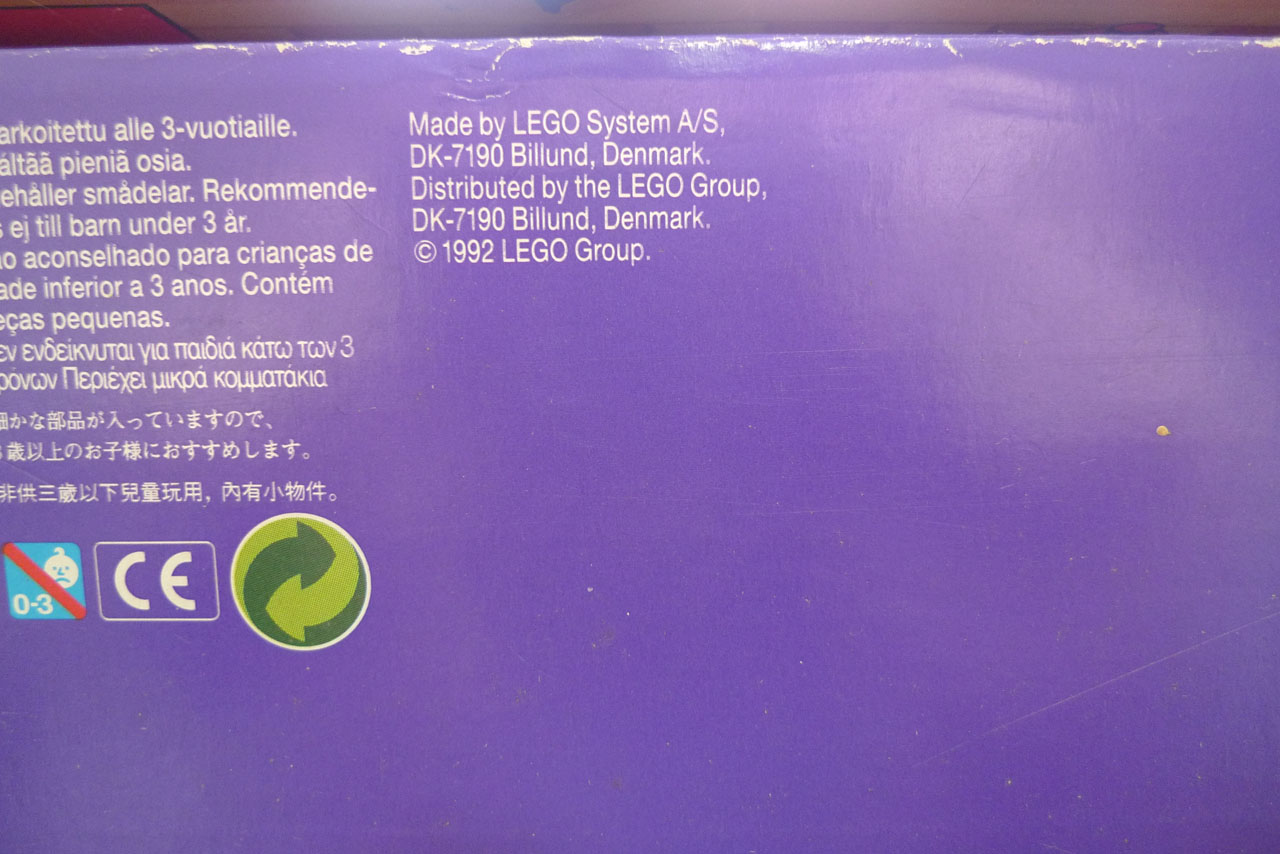 arkoitettu alle 3-vuotiaille.
ältãã pieniã osia.
ehåller smådelar. Rekommende-
s ej till barn under 3 år.
o aconselhado para crianças de
ade inferior a 3 anos. Contém
eças pequenas.
εν ενδείκνυται για παιδιά κάτω των 3
ρόνων Περιέχει μικρά κομματάκια
細かな部品が入っていますので、
歳以上のお子様におすすめします。
非供三歲以下兒童玩用, 內有小物件。
0-3
CE
Made by LEGO System A/S,
DK-7190 Billund, Denmark.
Distributed by the LEGO Group,
DK-7190 Billund, Denmark.
© 1992 LEGO Group.